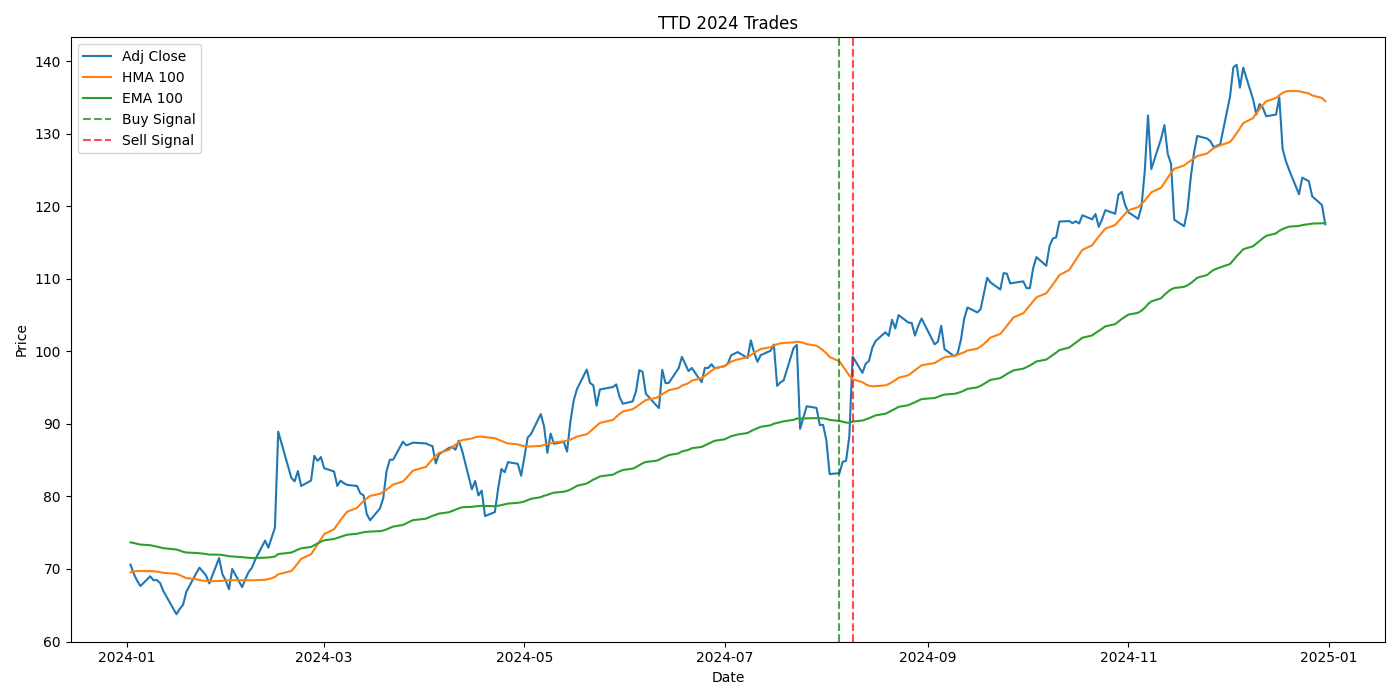 TTD 2024 Trades
Adj Close
HMA 100
EMA 100
Buy Signal
Sell Signal
Price
140
130
120
110
100
90
80
70
60
2024-01
2024-03
2024-05
2024-07
2024-09
2024-11
2025-01
Date